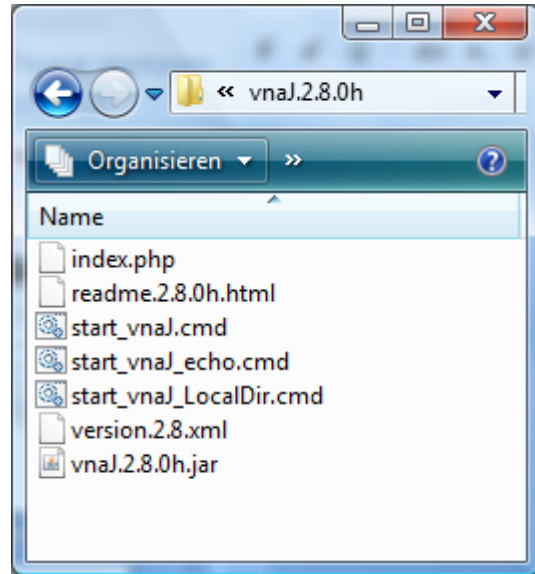 « vnaJ.2.8.0h
Organisieren »
Name
index.php
readme.2.8.0h.html
start_vnaJ.cmd
start_vnaJ_echo.cmd
start_vnaJ_LocalDir.cmd
version.2.8.xml
vnaJ.2.8.0h.jar